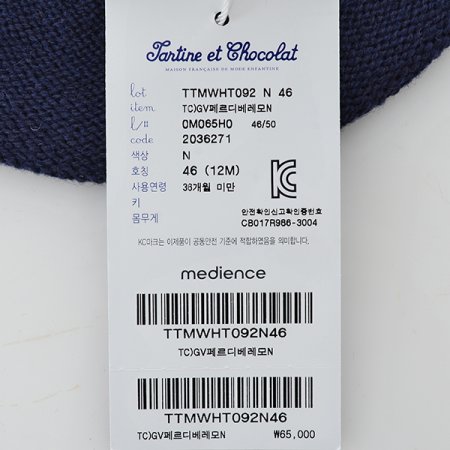 Tartine et Chocolat
MAISON FRANÇAISE DE MODE ENFANTINE
lot TTMWHT092 N 46
item TC)GV페르디베레모N
l/# 0M065H0 46/50
code 2036271
색상 N
호칭 46 (12M)
사용연령 36개월 미만
키
몸무게
안전확인신고확인증번호
CB017R986-3004
KC마크는 이제품이 공동안전 기준에 적합하였음을 의미합니다.
medience
TTMWHT092N46
TC)GV페르디베레모N
TTMWHT092N46
TC)GV페르디베레모N ₩65,000